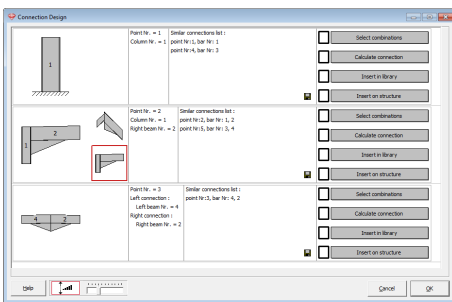 Connection Design
1
Point Nr. = 1
Column Nr. = 1
Similar connections list :
point Nr:1, bar Nr: 1
point Nr:4, bar Nr: 3
Select combinations
Calculate connection
Insert in library
Insert on structure
2
1
Point Nr. = 2
Column Nr. = 1
Right beam Nr. = 2
Similar connections list :
point Nr:2, bar Nr: 1, 2
point Nr:5, bar Nr: 3, 4
Select combinations
Calculate connection
Insert in library
Insert on structure
4 2
Point Nr. = 3
Left connection :
Left beam Nr. = 4
Right connection :
Right beam Nr. = 2
Similar connections list :
point Nr:3, bar Nr: 4, 2
Select combinations
Calculate connection
Insert in library
Insert on structure
Help
Cancel
OK